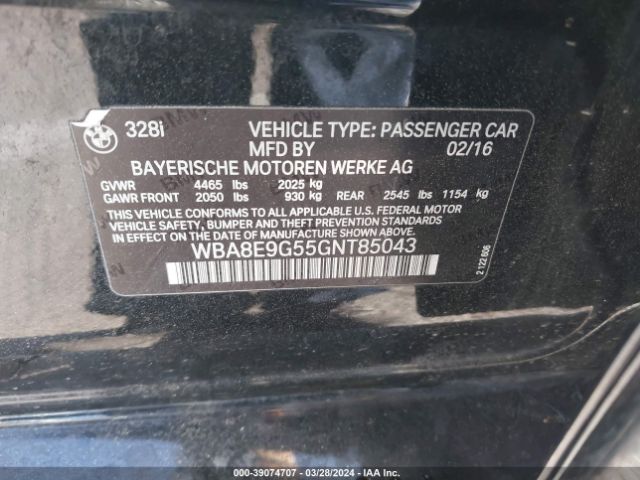 328i VEHICLE TYPE: PASSENGER CAR
MFD BY 02/16
BAYERISCHE MOTOREN WERKE AG
GVWR 4465 lbs 2025 kg
GAWR FRONT 2050 lbs 930 kg REAR 2545 lbs 1154 kg
THIS VEHICLE CONFORMS TO ALL APPLICABLE U.S. FEDERAL MOTOR
VEHICLE SAFETY, BUMPER AND THEFT PREVENTION STANDARDS
IN EFFECT ON THE DATE OF MANUFACTURE SHOWN ABOVE.
WBA8E9G55GNT85043
2 122 606
000-39074707 - 03/28/2024 - IAA Inc.